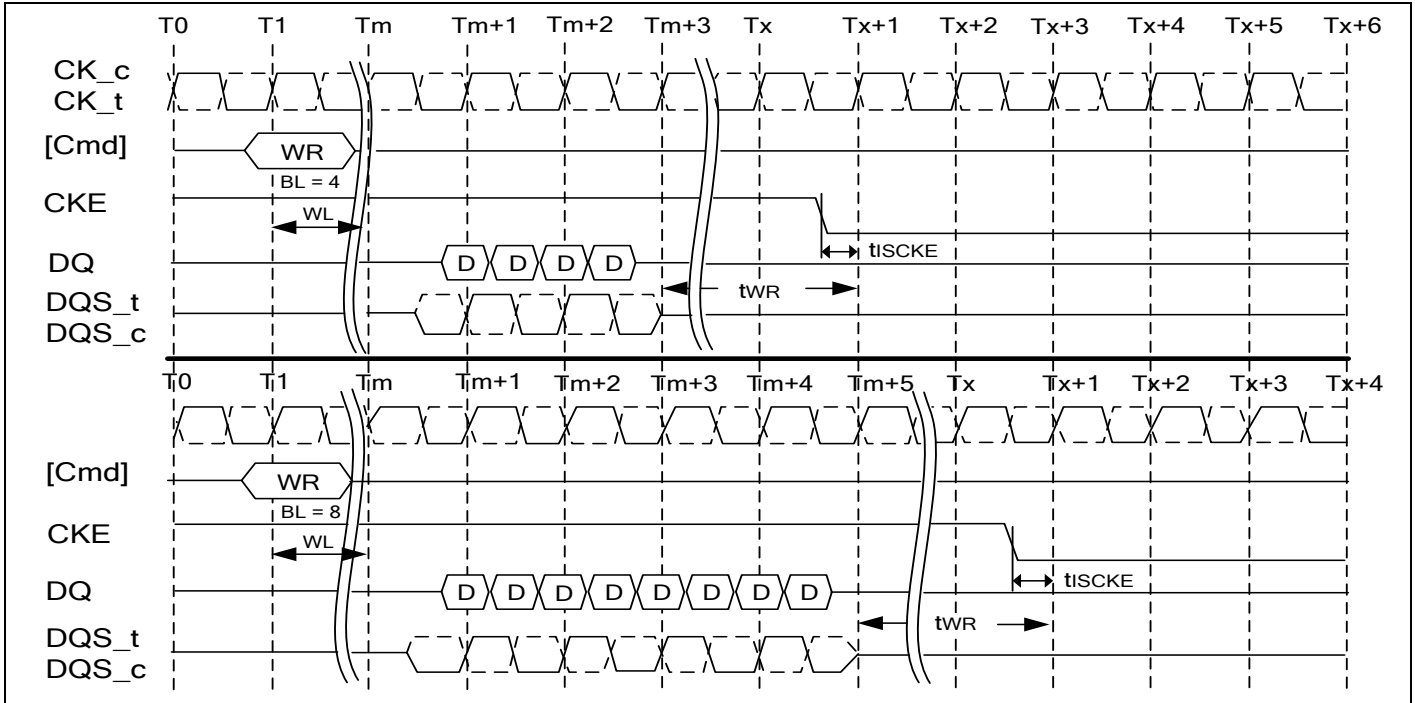 T0 T1 Tm Tm+1 Tm+2 Tm+3 Tx Tx+1 Tx+2 Tx+3 Tx+4 Tx+5 Tx+6
CK_c
CK_t
[Cmd] WR
BL = 4
CKE
WL
tISCKE
DQ D D D D
tWR
DQS_t
DQS_c
T0 T1 Tm Tm+1 Tm+2 Tm+3 Tm+4 Tm+5 Tx Tx+1 Tx+2 Tx+3 Tx+4
[Cmd] WR
BL = 8
CKE
WL
tISCKE
DQ D D D D D D D D
tWR
DQS_t
DQS_c